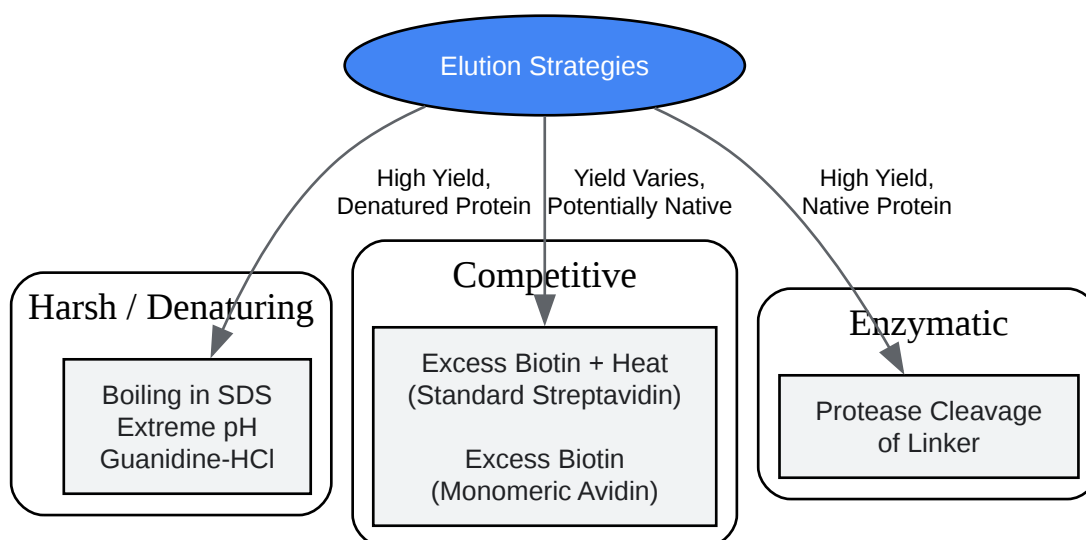 Elution Strategies
High Yield,
Denatured Protein
Yield Varies,
Potentially Native
High Yield,
Native Protein
Harsh / Denaturing
Boiling in SDS
Extreme pH
Guanidine-HCl
Competitive
Excess Biotin + Heat
(Standard Streptavidin)
Excess Biotin
(Monomeric Avidin)
Enzymatic
Protease Cleavage
of Linker